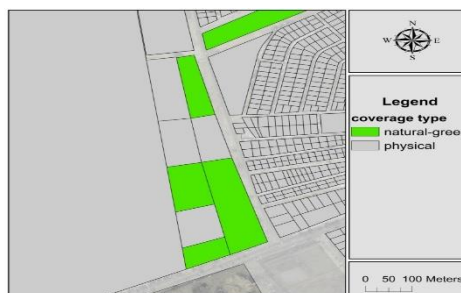 N
W E
S
Legend
coverage type
natural-gree
physical
0 50 100 Meters